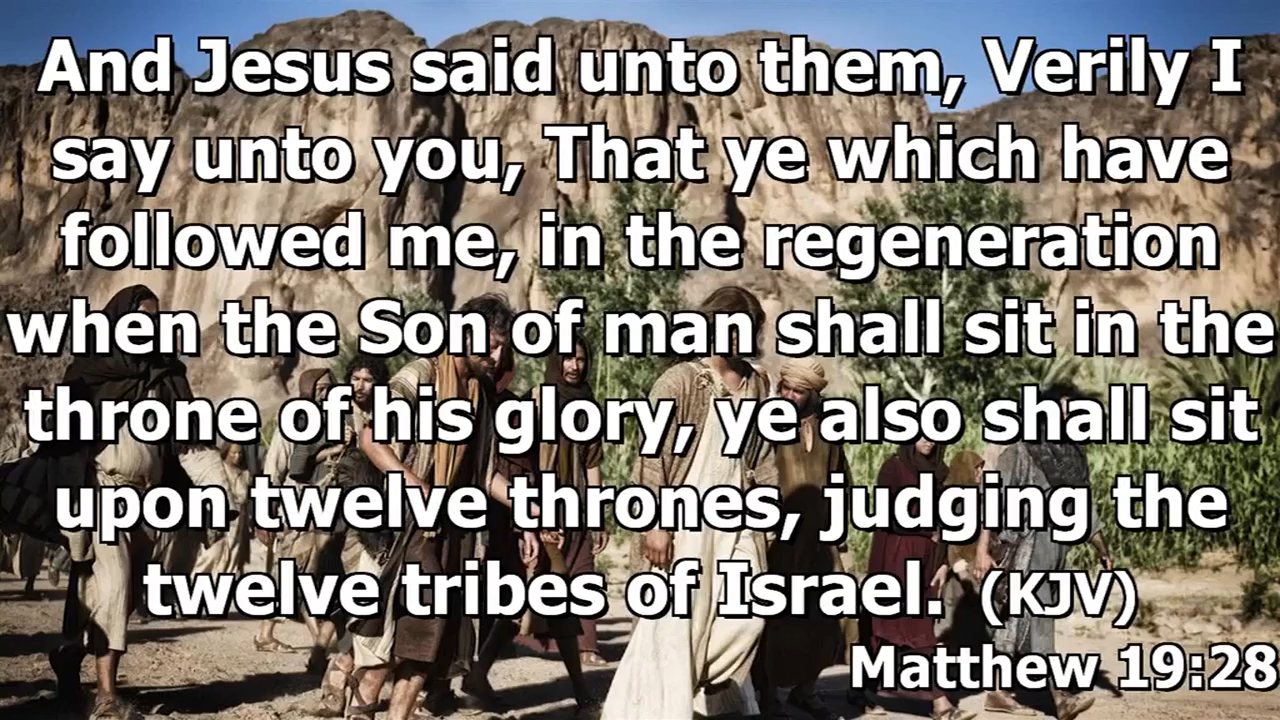 And Jesus said unto them, Verily I
say unto you, That ye which have
followed me, in the regeneration
when the Son of man shall sit in the
throne of his glory, ye also shall sit
upon twelve thrones, judging the
twelve tribes of Israel. (KJV)
Matthew 19:28